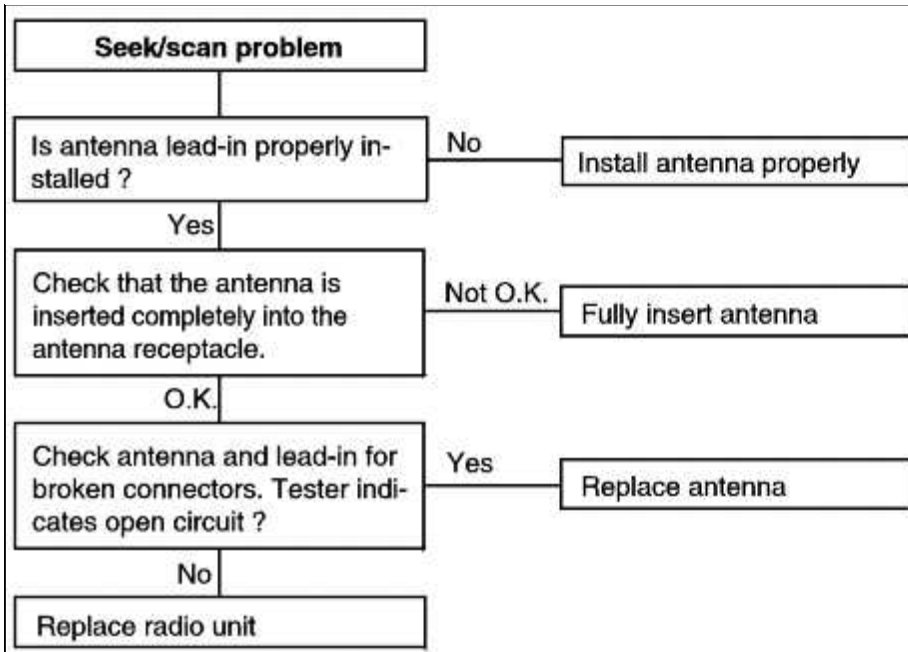 Seek/scan problem
Is antenna lead-in properly in-
stalled ?
No
Install antenna properly
Yes
Check that the antenna is
inserted completely into the
antenna receptacle.
Not O.K.
Fully insert antenna
O.K.
Check antenna and lead-in for
broken connectors. Tester indi-
cates open circuit ?
Yes
Replace antenna
No
Replace radio unit